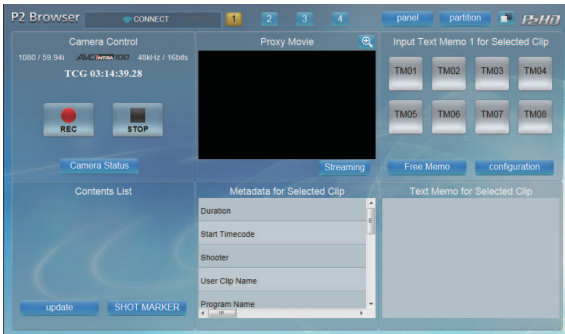 P2 Browser
CONNECT
1
2
3
4
panel
partition
P2HD
Camera Control
1080 / 59.94i AVC INTRA 100 48kHz / 16bits
TCG 03:14:39.28
REC
STOP
Camera Status
Proxy Movie
Streaming
Input Text Memo 1 for Selected Clip
TM01
TM02
TM03
TM04
TM05
TM06
TM07
TM08
Free Memo
configuration
Contents List
update
SHOT MARKER
Metadata for Selected Clip
Duration
Start Timecode
Shooter
User Clip Name
Program Name
Text Memo for Selected Clip